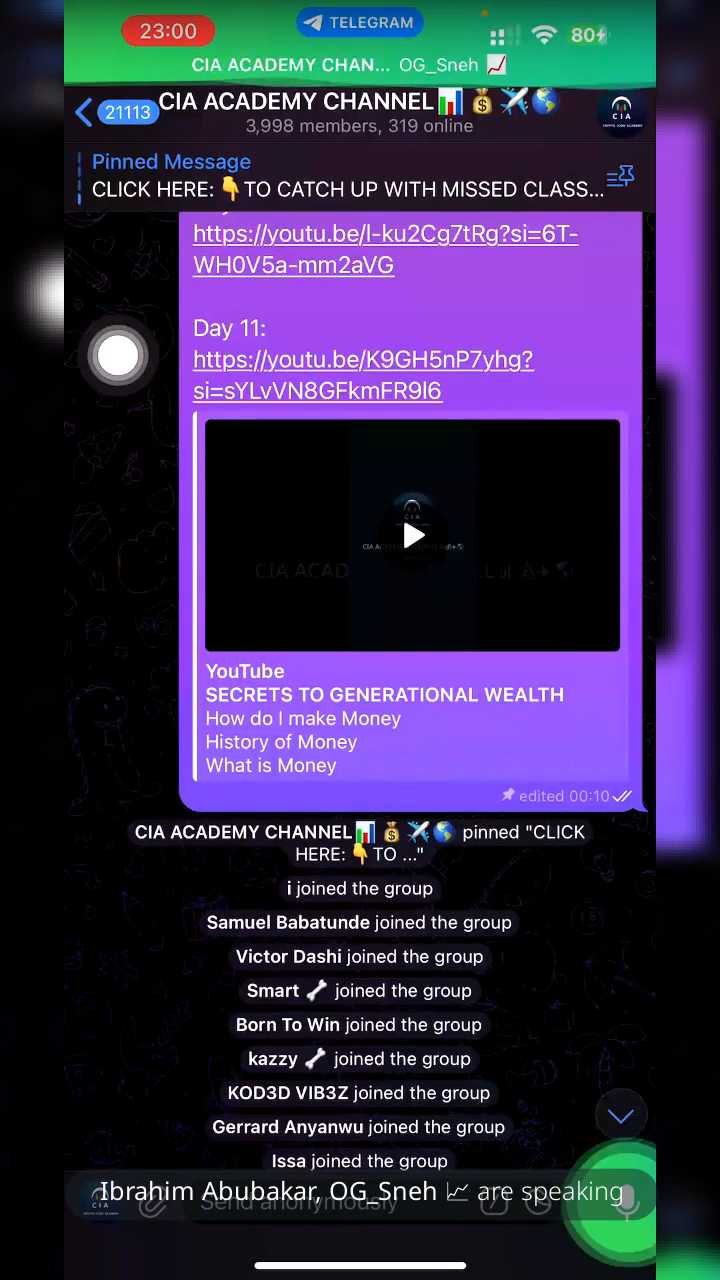 23:00
TELEGRAM
80
CIA ACADEMY CHAN... OG_Sneh 📈
21113
CIA ACADEMY CHANNEL📊💰✈️🌎
3,998 members, 319 online
CIA
Pinned Message
CLICK HERE: 👇TO CATCH UP WITH MISSED CLASS...
https://youtu.be/l-ku2Cg7tRg?si=6T-
WH0V5a-mm2aVG
Day 11:
https://youtu.be/K9GH5nP7yhg?
si=sYLvVN8GFkmFR9l6
YouTube
SECRETS TO GENERATIONAL WEALTH
How do I make Money
History of Money
What is Money
edited 00:10
CIA ACADEMY CHANNEL📊💰✈️🌎 pinned "CLICK
HERE: 👇TO ..."
i joined the group
Samuel Babatunde joined the group
Victor Dashi joined the group
Smart 🦴 joined the group
Born To Win joined the group
kazzy 🦴 joined the group
KOD3D VIB3Z joined the group
Gerrard Anyanwu joined the group
Issa joined the group
Ibrahim Abubakar, OG_Sneh 📈 are speaking
Send anonymously